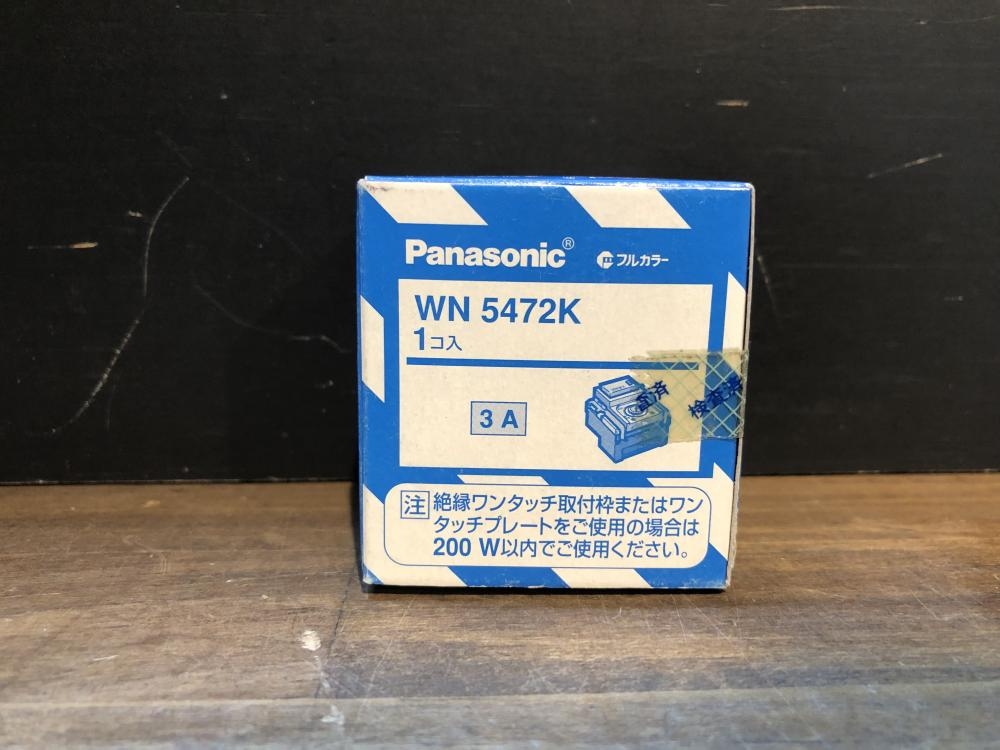 Panasonic®
フルカラー
WN 5472K
1コ入
3 A
査済
検査済
注 絶縁ワンタッチ取付枠またはワン
タッチプレートをご使用の場合は
200 W以内でご使用ください。